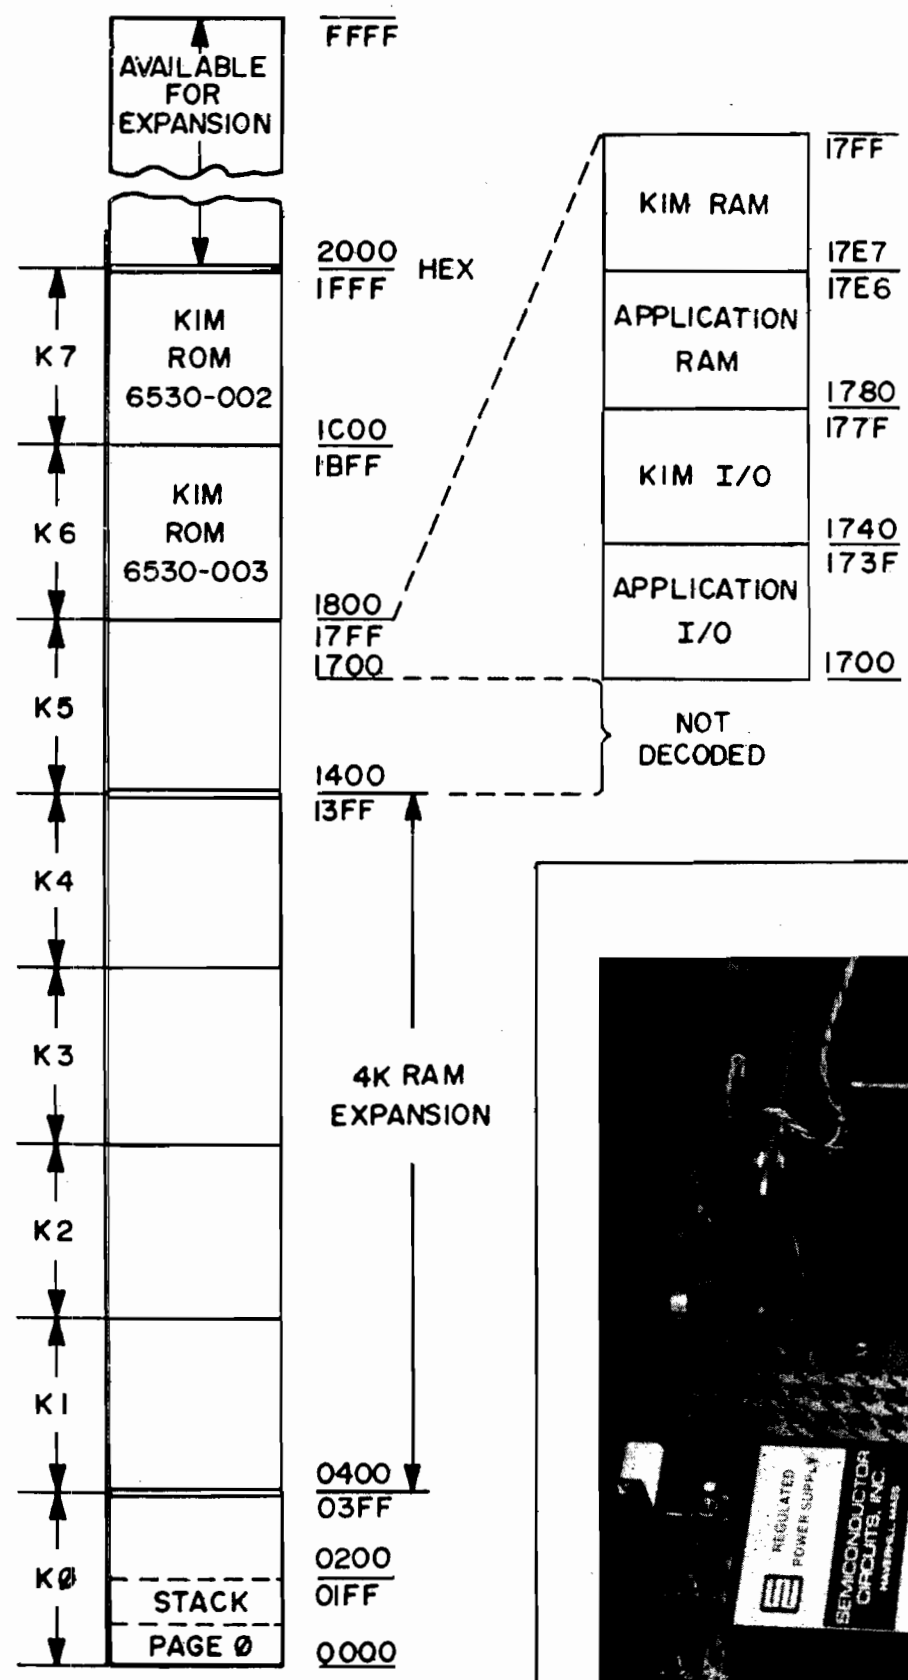 FFFF
AVAILABLE
FOR
EXPANSION
2000
1FFF
HEX
K7
KIM
ROM
6530-002
1C00
1BFF
K6
KIM
ROM
6530-003
1800
17FF
1700
K5
1400
13FF
K4
K3
4K RAM
EXPANSION
K2
K1
0400
03FF
KØ
0200
01FF
STACK
PAGE Ø
0000
17FF
KIM RAM
17E7
17E6
APPLICATION
RAM
1780
177F
KIM I/O
1740
173F
APPLICATION
I/O
1700
NOT
DECODED
REGULATED
POWER SUPPLY
SEMICONDUCTOR
CIRCUITS, INC.
HAVERHILL, MASS